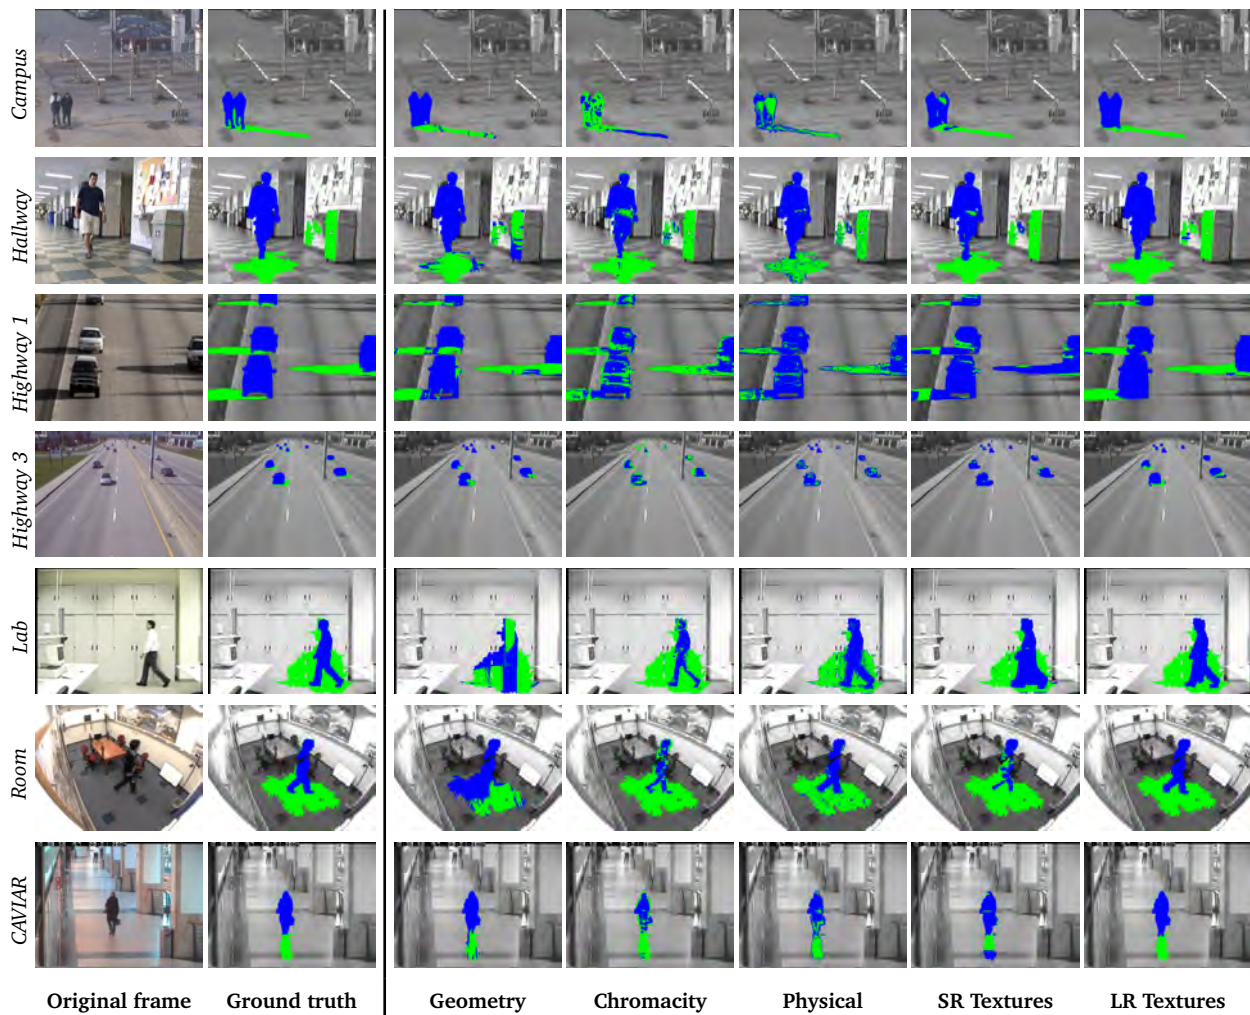 Campus
Hallway
Highway 1
Highway 3
Lab
Room
CAVIAR
Original frame Ground truth Geometry Chromacity Physical SR Textures LR Textures